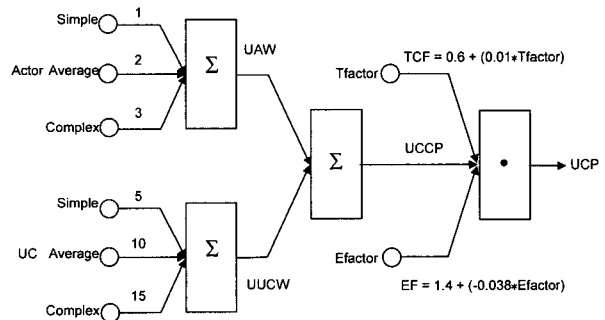 Simple 1
Actor Average 2
Complex 3
Σ
UAW
Simple 5
UC Average 10
Complex 15
Σ
UUCW
Σ
UCCP
Tfactor
TCF = 0.6 + (0.01*Tfactor)
•
UCP
Efactor
EF = 1.4 + (-0.038*Efactor)